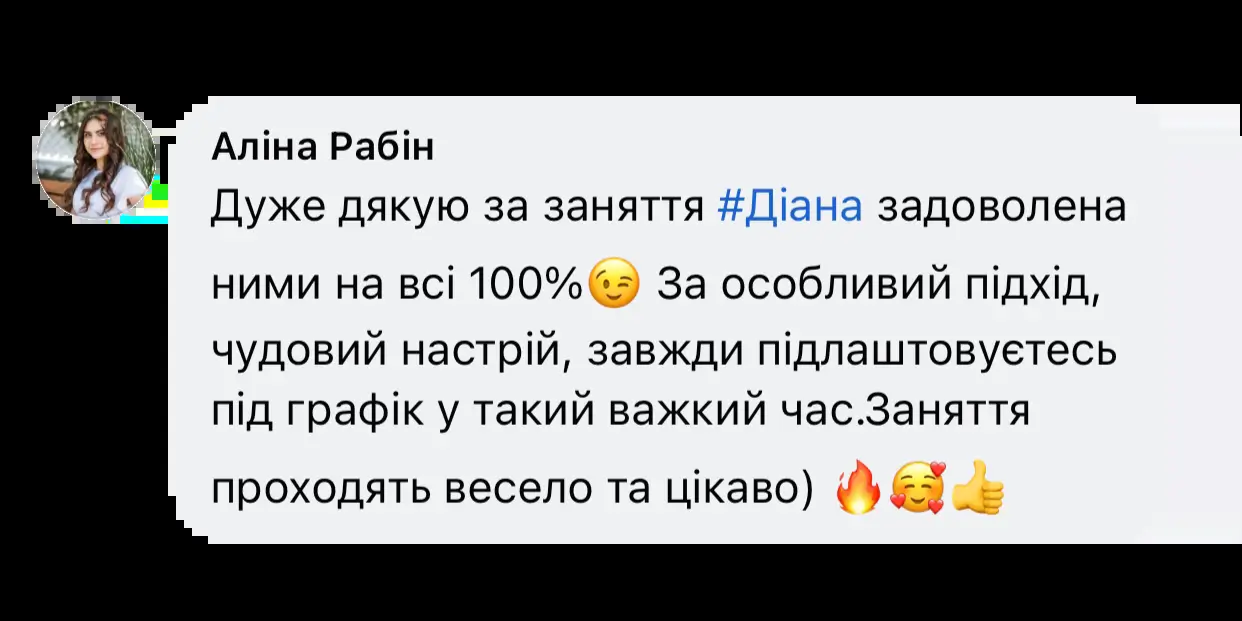 Аліна Рабін
Дуже дякую за заняття #Діана задоволена
ними на всі 100%😉 За особливий підхід,
чудовий настрій, завжди підлаштовуєтесь
під графік у такий важкий час.Заняття
проходять весело та цікаво) 🔥🥰👍